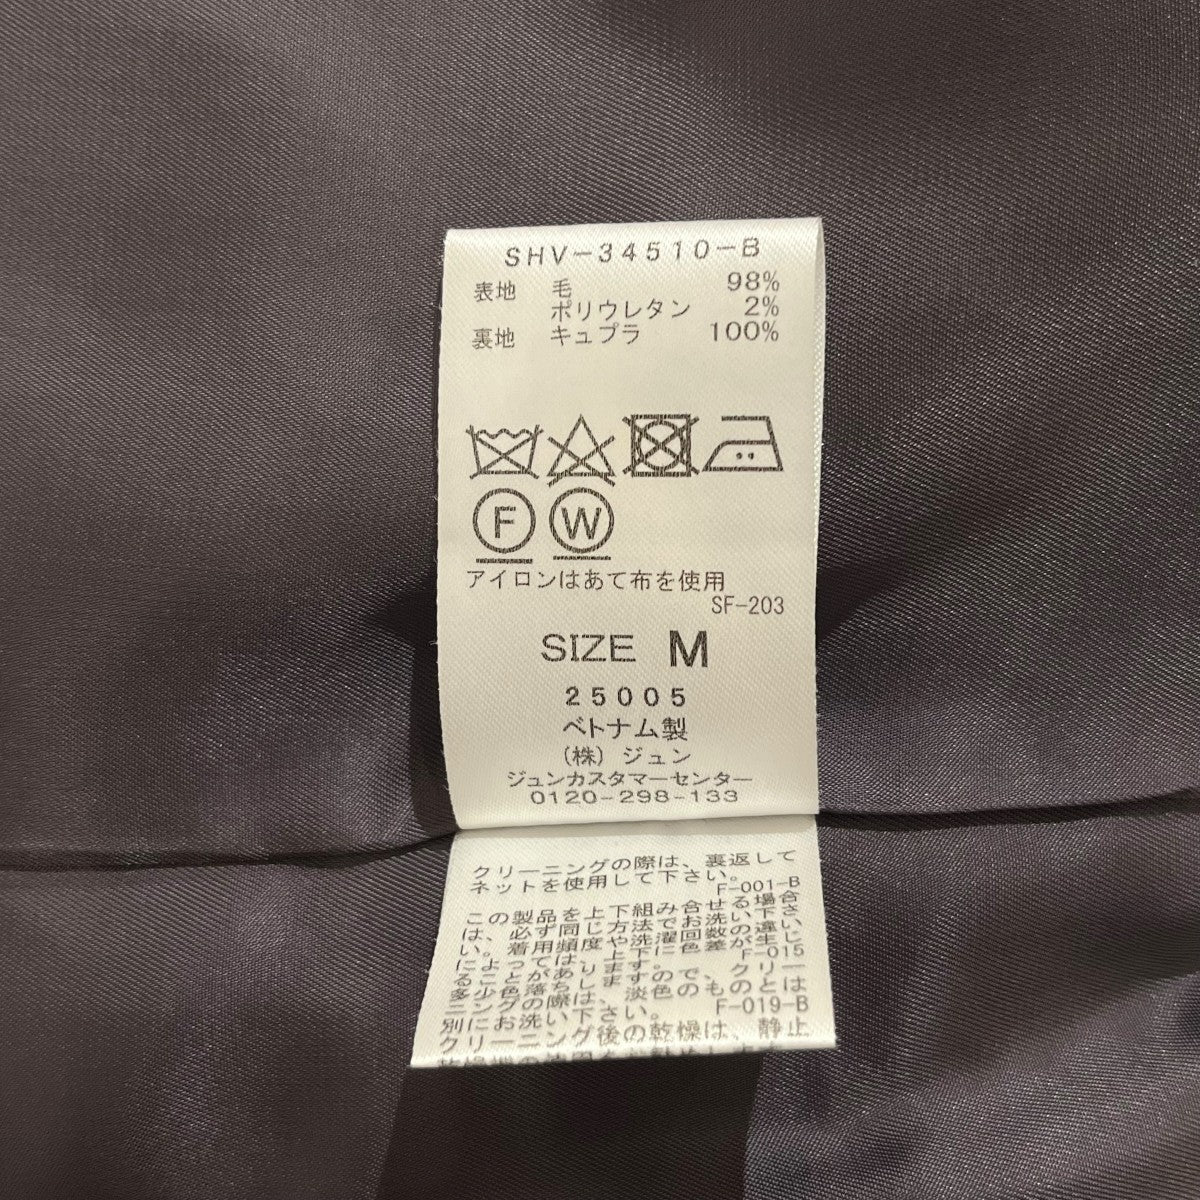 SHV-34510-B
表地 毛 98%
ポリウレタン 2%
裏地 キュプラ 100%
F W
アイロンはあて布を使用
SF-203
SIZE M
25005
ベトナム製
(株) ジュン
ジュンカスタマーセンター
0120-298-133
クリーニングの際は、裏返して
ネットを使用して下さい。
F-001-B
この製品を上下組み合せる場合
は、必ず同じ方法でお洗い下さ
い。着用頻度や洗濯回数の違い
によっては、上下に色差が生じ
ることがあります。
F-015
多少色落ちしますので、クリー
ニングの際は、淡色のものとは
別にお洗い下さい。
F-019-B
クリーニング後の乾燥は、静止